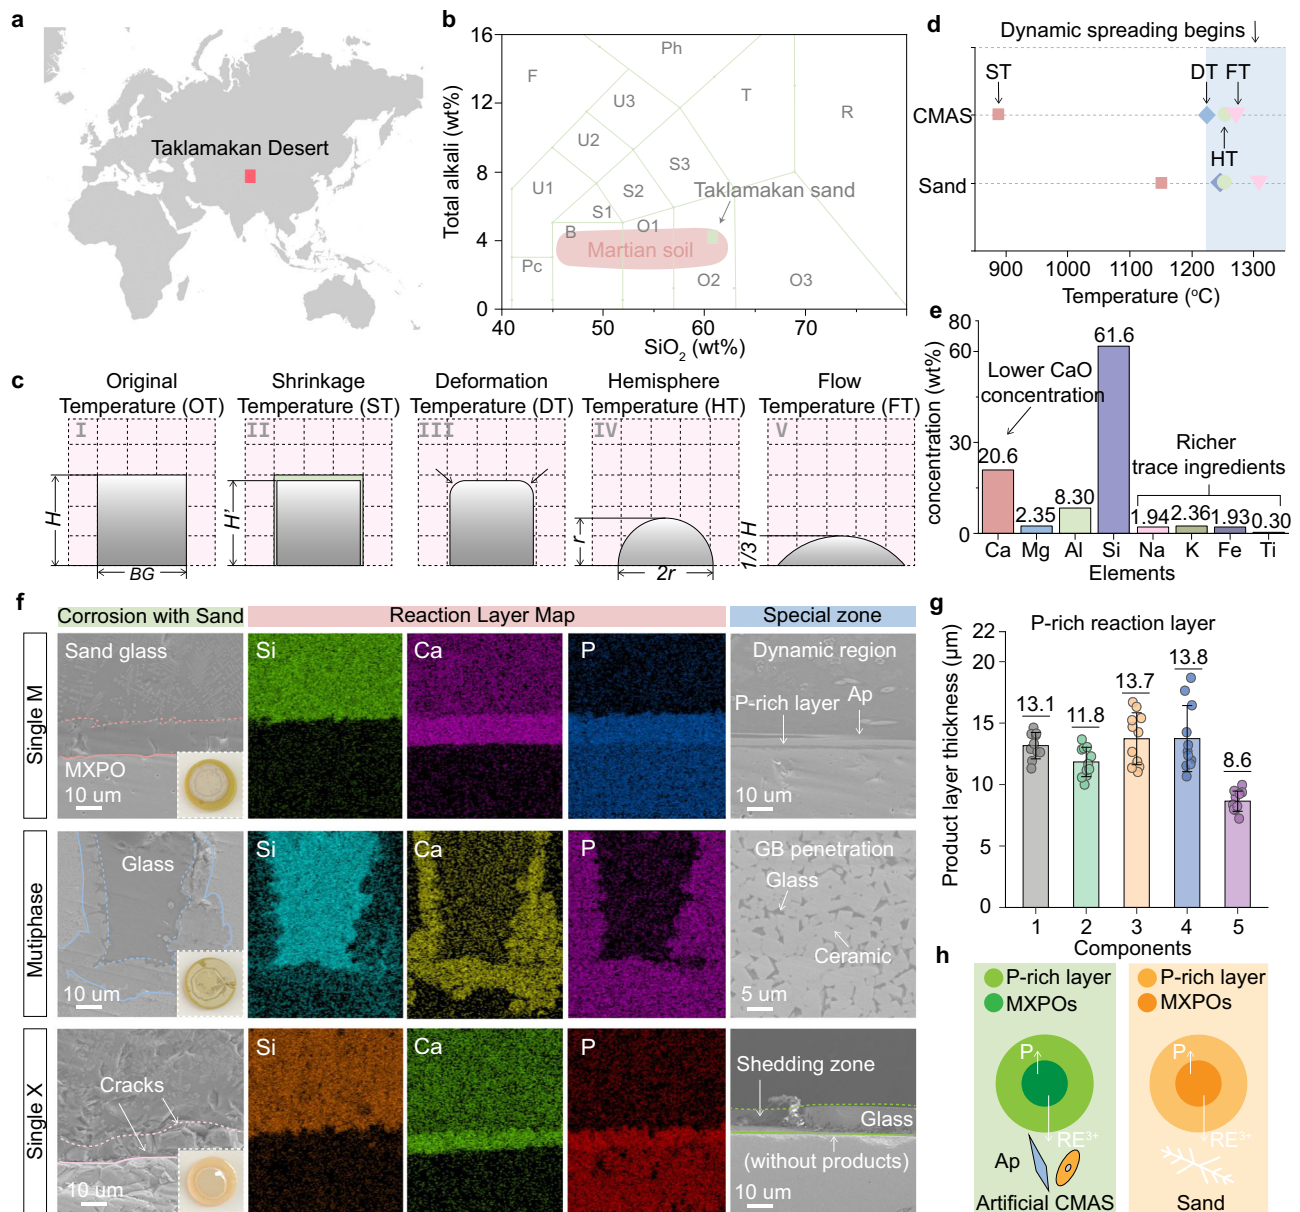 a
Taklamakan Desert
b
Total alkali (wt%)
16
12
8
4
0
40
50
60
70
SiO2 (wt%)
F
Ph
U3
T
R
U2
S3
U1
S2
Taklamakan sand
S1
B
O1
Martian soil
Pc
O2
O3
d
Dynamic spreading begins ↓
ST
DT
FT
CMAS
HT
Sand
900
1000
1100
1200
1300
Temperature (°C)
c
Original
Temperature (OT)
Shrinkage
Temperature (ST)
Deformation
Temperature (DT)
Hemisphere
Temperature (HT)
Flow
Temperature (FT)
I
II
III
IV
V
H
BG
H'
r
2r
1/3 H
e
concentration (wt%)
80
60
30
0
Lower CaO
concentration
61.6
20.6
2.35
8.30
Richer
trace ingredients
1.94
2.36
1.93
0.30
Ca
Mg
Al
Si
Na
K
Fe
Ti
Elements
f
Corrosion with Sand
Reaction Layer Map
Special zone
Single M
Sand glass
MXPO
10 um
Si
Ca
P
Dynamic region
P-rich layer
Ap
10 um
Mutiphase
Glass
10 um
Si
Ca
P
GB penetration
Glass
Ceramic
5 um
Single X
Cracks
10 um
Si
Ca
P
Shedding zone
Glass
(without products)
10 um
g
P-rich reaction layer
Product layer thickness (µm)
22
20
15
10
5
0
13.1
11.8
13.7
13.8
8.6
1
2
3
4
5
Components
h
P-rich layer
MXPOs
P
RE3+
Ap
Artificial CMAS
P-rich layer
MXPOs
P
RE3+
Sand